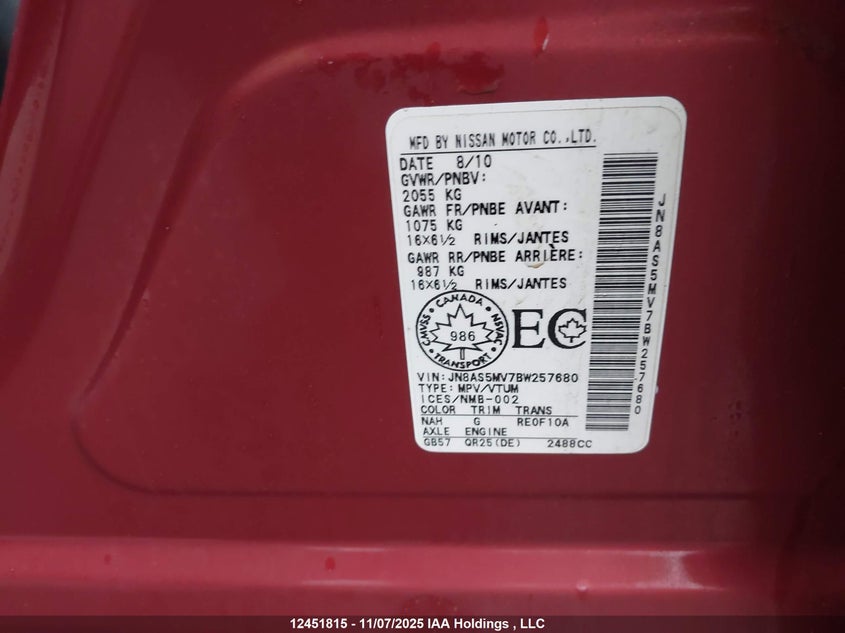 MFD BY NISSAN MOTOR CO.,LTD.
DATE 8/10
GVWR/PNBV:
2055 KG
GAWR FR/PNBE AVANT:
1075 KG
16X6½ RIMS/JANTES
GAWR RR/PNBE ARRIÈRE:
987 KG
16X6½ RIMS/JANTES
CANADA
CMVSS
NSVAC
986
TRANSPORT
EC
VIN: JN8AS5MV7BW257680
TYPE: MPV/VTUM
ICES/NMB-002
COLOR TRIM TRANS
NAH G RE0F10A
AXLE ENGINE
GB57 QR25(DE) 2488CC
JN8AS5MV7BW257680
12451815 - 11/07/2025 IAA Holdings , LLC